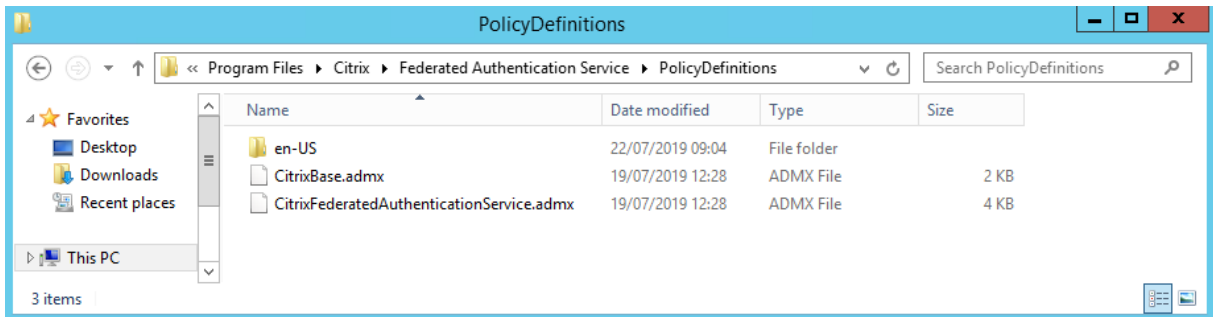 PolicyDefinitions
« Program Files Citrix Federated Authentication Service PolicyDefinitions Search PolicyDefinitions
Name Date modified Type Size
Favorites
Desktop en-US 22/07/2019 09:04 File folder
Downloads CitrixBase.admx 19/07/2019 12:28 ADMX File 2 KB
Recent places CitrixFederatedAuthenticationService.admx 19/07/2019 12:28 ADMX File 4 KB
This PC
3 items